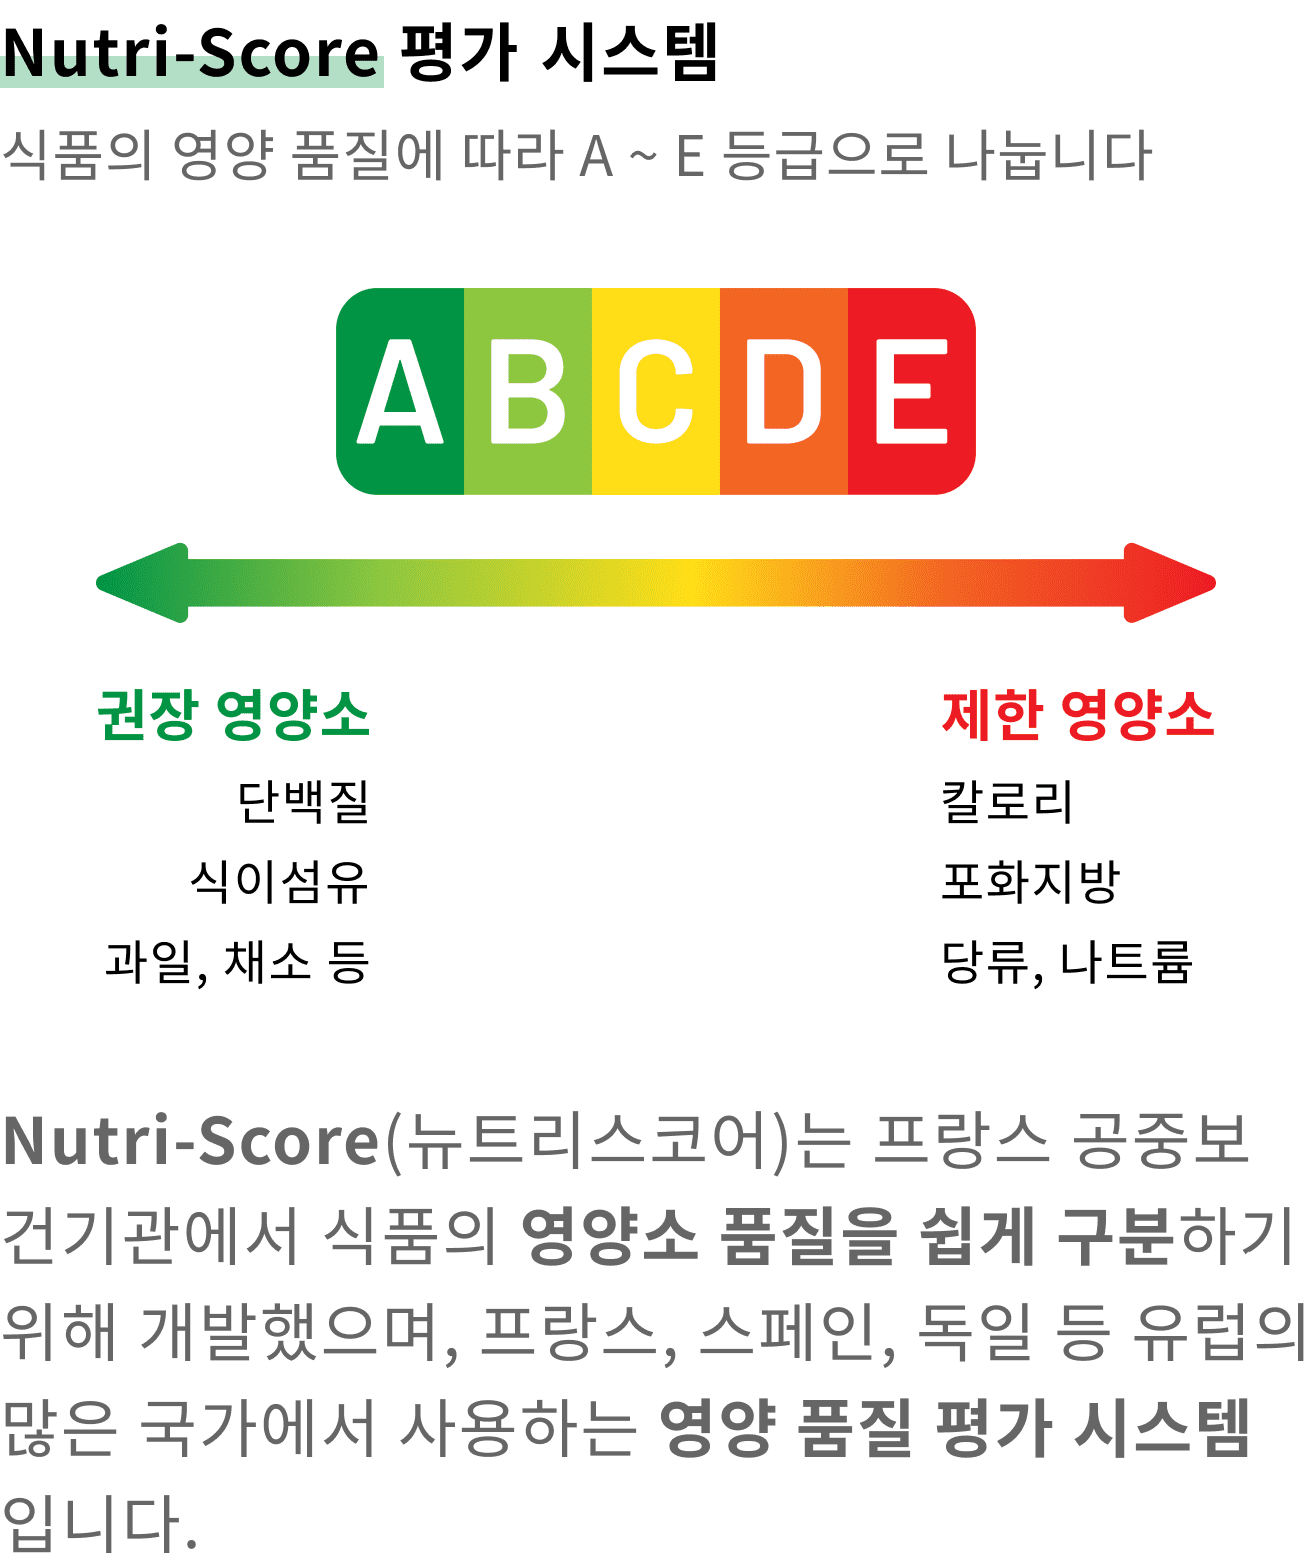 Nutri-Score 평가 시스템
식품의 영양 품질에 따라 A ~ E 등급으로 나눕니다
A B C D E
권장 영양소
단백질
식이섬유
과일, 채소 등
제한 영양소
칼로리
포화지방
당류, 나트륨
Nutri-Score(뉴트리스코어)는 프랑스 공중보
건기관에서 식품의 영양소 품질을 쉽게 구분하기
위해 개발했으며, 프랑스, 스페인, 독일 등 유럽의
많은 국가에서 사용하는 영양 품질 평가 시스템
입니다.